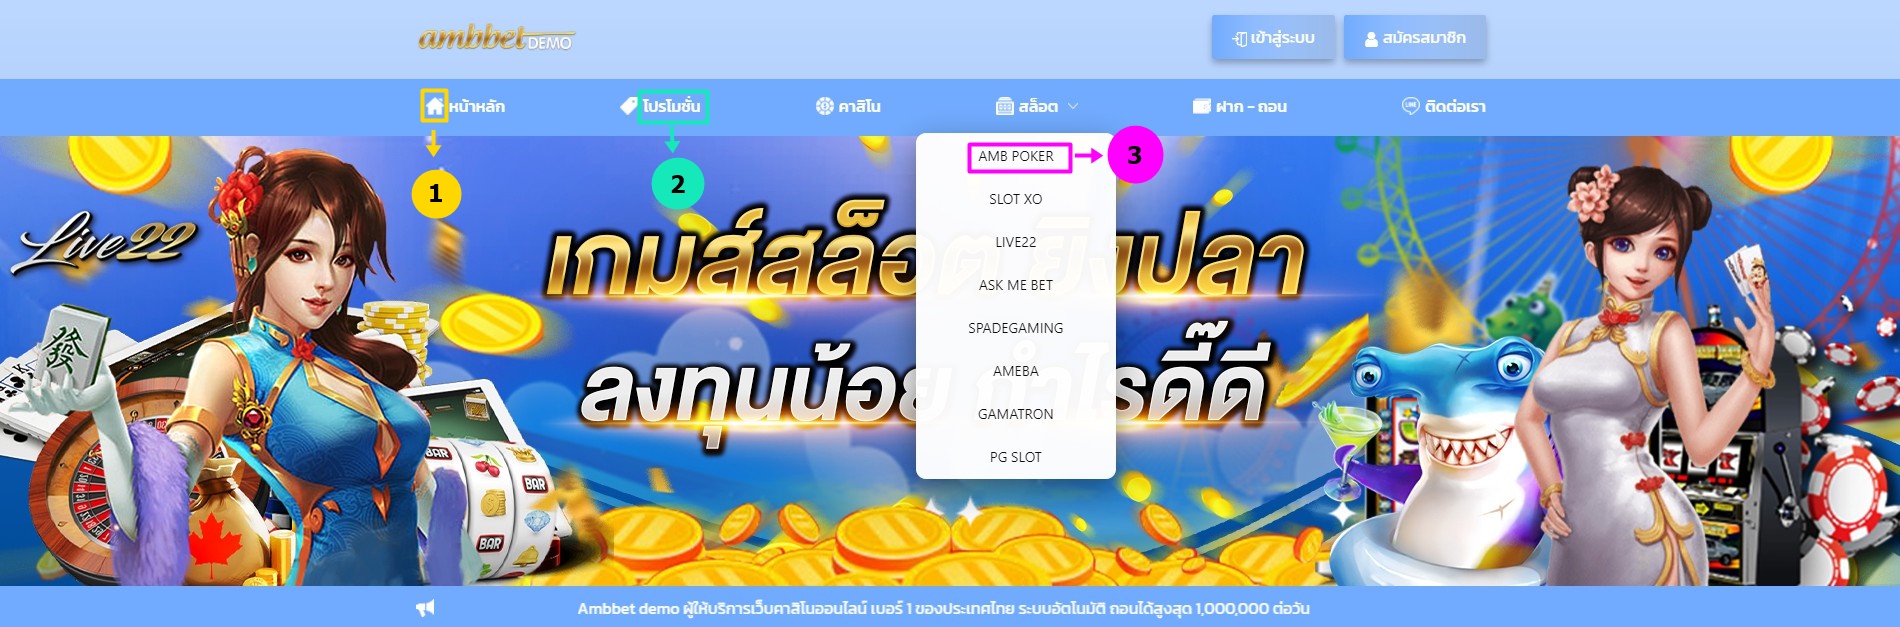 ambbet DEMO
เข้าสู่ระบบ
สมัครสมาชิก
หน้าหลัก
โปรโมชั่น
คาสิโน
สล็อต
ฝาก - ถอน
ติดต่อเรา
1
2
3
AMB POKER
SLOT XO
LIVE22
ASK ME BET
SPADEGAMING
AMEBA
GAMATRON
PG SLOT
Live22
เกมส์สล็อต ยิงปลา
ลงทุนน้อย กำไรดี๊ดี
發
BAR
BAR
BAR
Ambbet demo ผู้ให้บริการเว็บคาสิโนออนไลน์ เบอร์ 1 ของประเทศไทย ระบบอัตโนมัติ ถอนได้สูงสุด 1,000,000 ต่อวัน